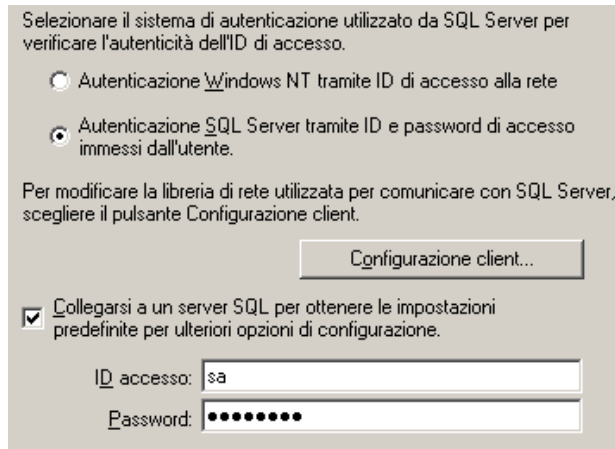 Selezionare il sistema di autenticazione utilizzato da SQL Server per
verificare l'autenticità dell'ID di accesso.
Autenticazione Windows NT tramite ID di accesso alla rete
Autenticazione SQL Server tramite ID e password di accesso
immessi dall'utente.
Per modificare la libreria di rete utilizzata per comunicare con SQL Server,
scegliere il pulsante Configurazione client.
Configurazione client...
Collegarsi a un server SQL per ottenere le impostazioni
predefinite per ulteriori opzioni di configurazione.
ID accesso: sa
Password: ●●●●●●●●